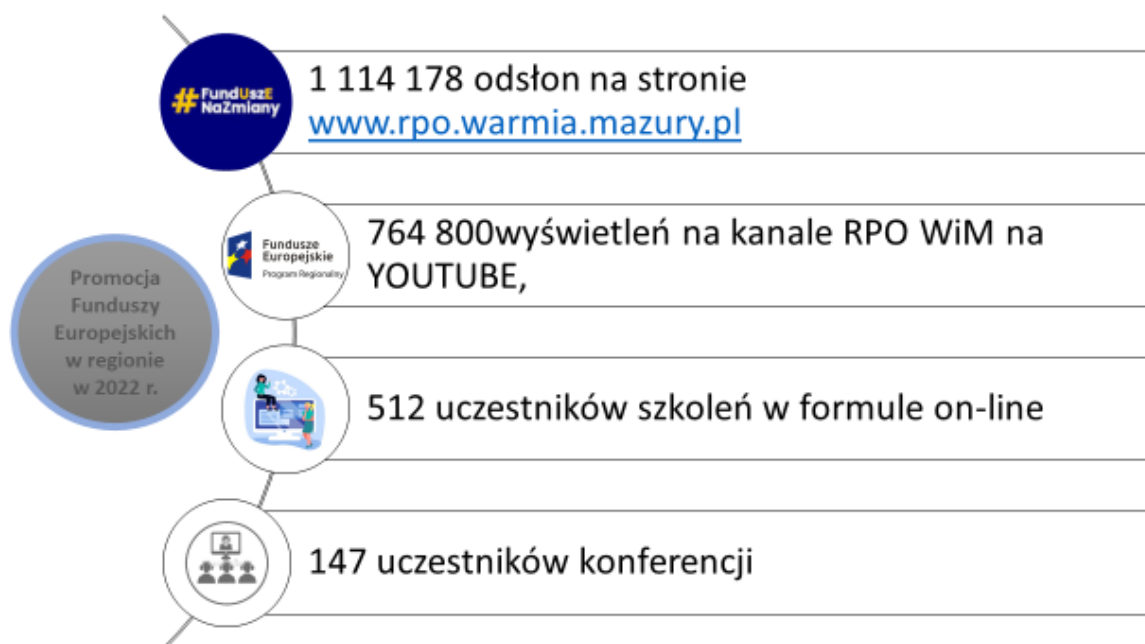 #FundUszE
NaZmiany
1 114 178 odsłon na stronie
www.rpo.warmia.mazury.pl
Fundusze
Europejskie
Program Regionalny
764 800wyświetleń na kanale RPO WiM na
YOUTUBE,
Promocja
Funduszy
Europejskich
w regionie
w 2022 r.
512 uczestników szkoleń w formule on-line
147 uczestników konferencji